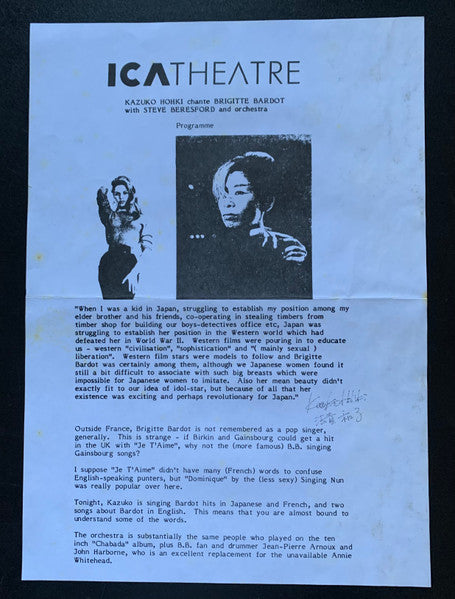 ICATHEATRE
KAZUKO HOHKI chante BRIGITTE BARDOT
with STEVE BERESFORD and orchestra
Programme
"When I was a kid in Japan, struggling to establish my position among my
elder brother and his friends, co-operating in stealing timbers from
timber shop for building our boys-detectives office etc, Japan was
struggling to establish her position in the Western world which had
defeated her in World War II. Western films were pouring in to educate
us - western "civilisation", "sophistication" and "( mainly sexual )
liberation". Western film stars were models to follow and Brigitte
Bardot was certainly among them, although we Japanese women found it
still a bit difficult to associate with such big breasts which were
impossible for Japanese women to imitate. Also her mean beauty didn't
exactly fit to our idea of idol-star, but because of all that her
existence was exciting and perhaps revolutionary for Japan."
Outside France, Brigitte Bardot is not remembered as a pop singer,
generally. This is strange - if Birkin and Gainsbourg could get a hit
in the UK with "Je T'Aime", why not the (more famous) B.B. singing
Gainsbourg songs?
I suppose "Je T'Aime" didn't have many (French) words to confuse
English-speaking punters, but "Dominique" by the (less sexy) Singing Nun
was really popular over here.
Tonight, Kazuko is singing Bardot hits in Japanese and French, and two
songs about Bardot in English. This means that you are almost bound to
understand some of the words.
The orchestra is substantially the same people who played on the ten
inch "Chabada" album, plus B.B. fan and drummer Jean-Pierre Arnoux and
John Harborne, who is an excellent replacement for the unavailable Annie
Whitehead.